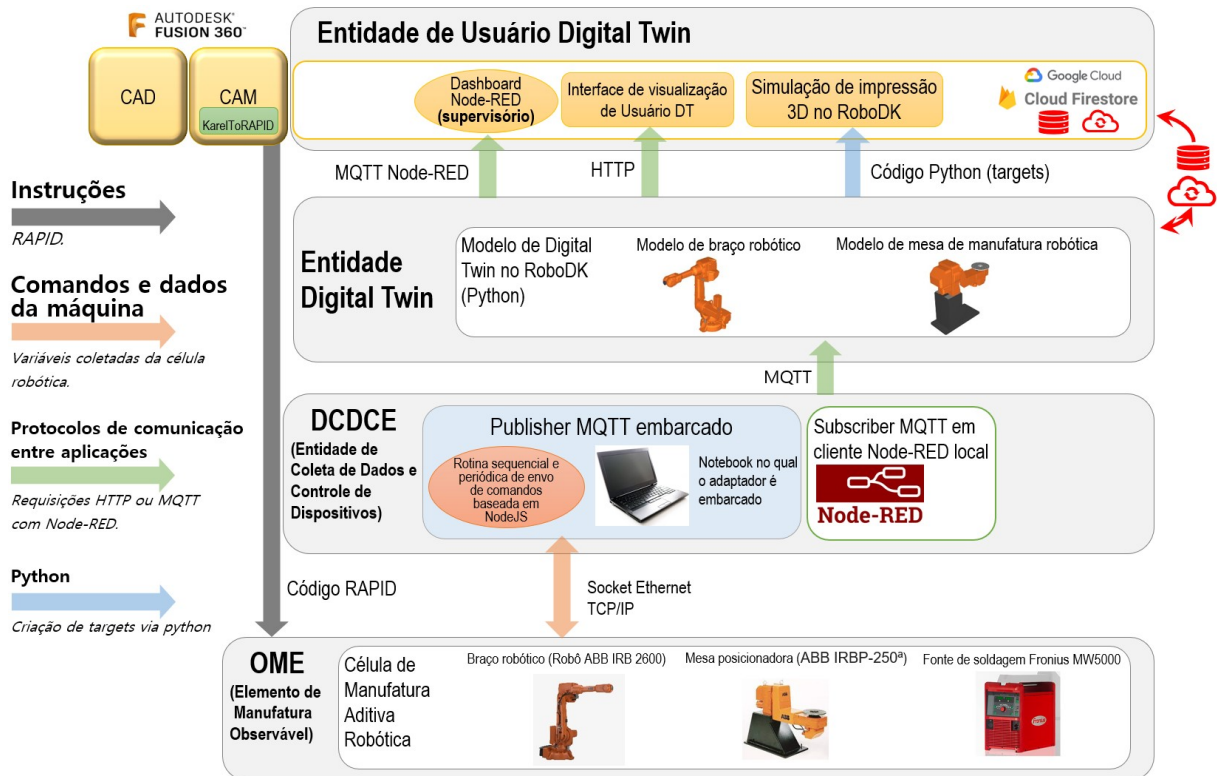 AUTODESK®
FUSION 360™
CAD
CAM
KarelToRAPID
Entidade de Usuário Digital Twin
Dashboard
Node-RED
(supervisório)
Interface de visualização
de Usuário DT
Simulação de impressão
3D no RoboDK
Google Cloud
Cloud Firestore
MQTT Node-RED
HTTP
Código Python (targets)
Instruções
RAPID.
Comandos e dados
da máquina
Variáveis coletadas da célula
robótica.
Protocolos de comunicação
entre aplicações
Requisições HTTP ou MQTT
com Node-RED.
Python
Criação de targets via python
Entidade
Digital Twin
Modelo de Digital
Twin no RoboDK
(Python)
Modelo de braço robótico
Modelo de mesa de manufatura robótica
MQTT
DCDCE
(Entidade de
Coleta de Dados e
Controle de
Dispositivos)
Publisher MQTT embarcado
Rotina sequencial e
periódica de envo
de comandos
baseada em
NodeJS
Notebook no qual
o adaptador é
embarcado
Subscriber MQTT em
cliente Node-RED local
Node-RED
Código RAPID
Socket Ethernet
TCP/IP
OME
(Elemento de
Manufatura
Observável)
Célula de
Manufatura
Aditiva
Robótica
Braço robótico (Robô ABB IRB 2600)
Mesa posicionadora (ABB IRBP-250ª)
ABB
Fonte de soldagem Fronius MW5000